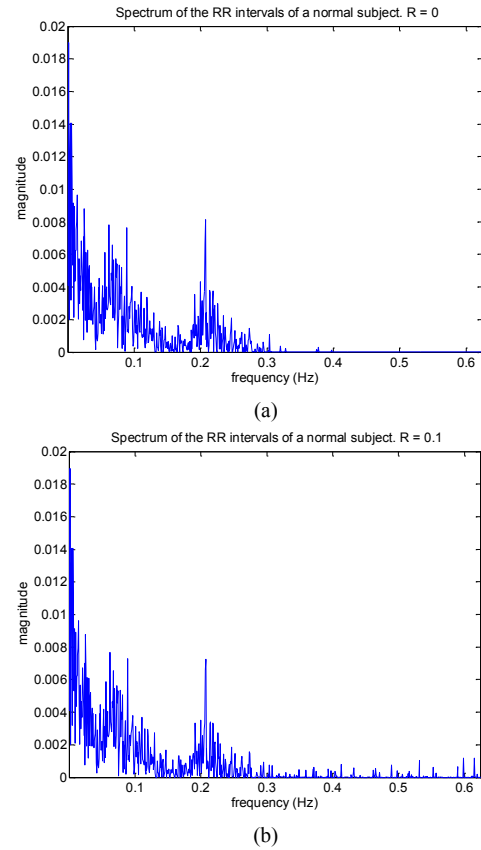 Spectrum of the RR intervals of a normal subject. R = 0
0.02
0.018
0.016
0.014
0.012
0.01
0.008
0.006
0.004
0.002
0
magnitude
0.1 0.2 0.3 0.4 0.5 0.6
frequency (Hz)
(a)
Spectrum of the RR intervals of a normal subject. R = 0.1
0.02
0.018
0.016
0.014
0.012
0.01
0.008
0.006
0.004
0.002
0
magnitude
0.1 0.2 0.3 0.4 0.5 0.6
frequency (Hz)
(b)